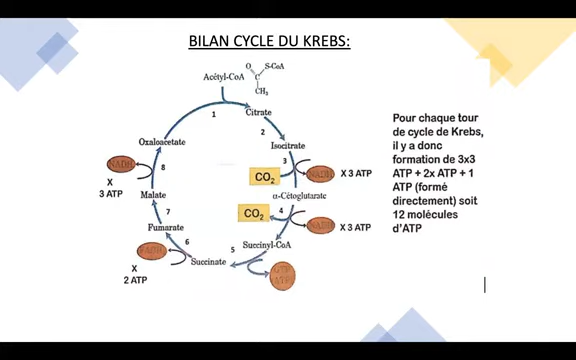 BILAN CYCLE DU KREBS:
Acétyl-CoA
O
S-CoA
C
CH₃
Citrate
1
2
Oxaloacetate
Isocitrate
3
NADH
8
CO₂
NADH
X 3 ATP
X
3 ATP
Malate
α-Cétoglutarate
CO₂
4
7
NADH
X 3 ATP
Fumarate
Succinyl-CoA
6
5
FADH₂
Succinate
GTP
(ATP)
X
2 ATP
Pour chaque tour
de cycle de Krebs,
il y a donc
formation de 3x3
ATP + 2x ATP + 1
ATP (formé
directement) soit
12 molécules
d'ATP